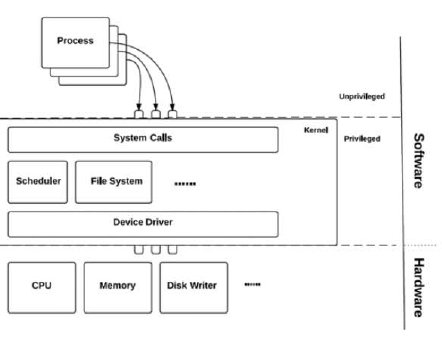 Process
Unprivileged
Kernel
Privileged
System Calls
Scheduler
File System
......
Device Driver
Software
CPU
Memory
Disk Writer
......
Hardware